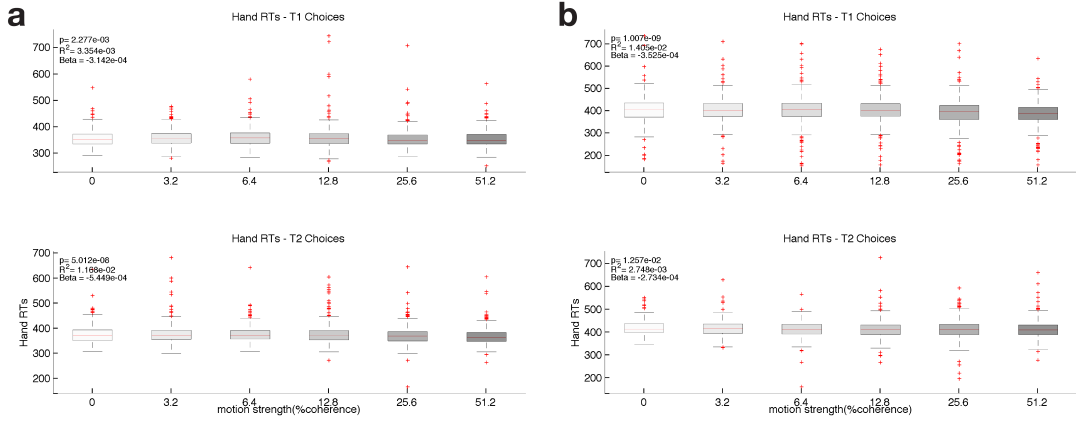 a
Hand RTs - T1 Choices
p= 2.277e-03
R2= 3.354e-03
Beta = -3.142e-04
700
600
500
400
300
0 3.2 6.4 12.8 25.6 51.2
Hand RTs - T2 Choices
p= 5.012e-08
R2= 1.168e-02
Beta = -5.449e-04
700
600
500
400
300
200
Hand RTs
0 3.2 6.4 12.8 25.6 51.2
motion strength(%coherence)
b
Hand RTs - T1 Choices
p= 1.007e-09
R2= 1.405e-02
Beta = -3.525e-04
700
600
500
400
300
200
0 3.2 6.4 12.8 25.6 51.2
Hand RTs - T2 Choices
p= 1.257e-02
R2= 2.748e-03
Beta = -2.734e-04
700
600
500
400
300
200
Hand RTs
0 3.2 6.4 12.8 25.6 51.2
motion strength(%coherence)